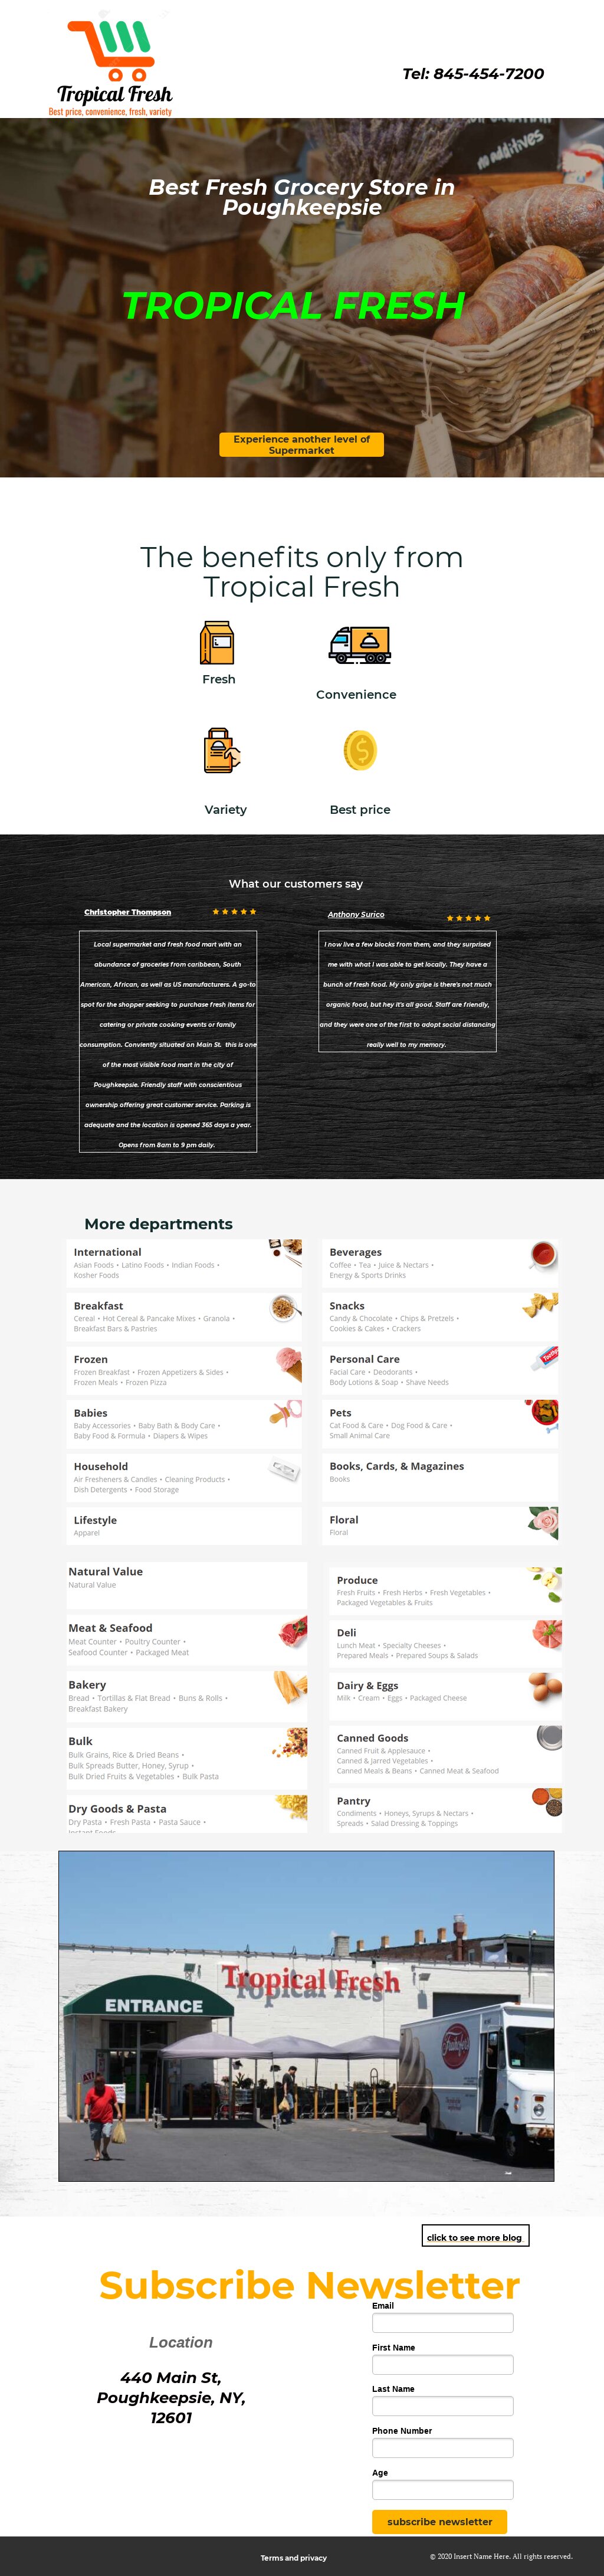 Tropical Fresh
Best price, convenience, fresh, variety
Tel: 845-454-7200
additives
Best Fresh Grocery Store in
Poughkeepsie
TROPICAL FRESH
Experience another level of
Supermarket
The benefits only from
Tropical Fresh
Fresh
Convenience
Variety
Best price
What our customers say
Christopher Thompson
Local supermarket and fresh food mart with an
abundance of groceries from caribbean, South
American, African, as well as US manufacturers. A go-to
spot for the shopper seeking to purchase fresh items for
catering or private cooking events or family
consumption. Conviently situated on Main St. this is one
of the most visible food mart in the city of
Poughkeepsie. Friendly staff with conscientious
ownership offering great customer service. Parking is
adequate and the location is opened 365 days a year.
Opens from 8am to 9 pm daily.
Anthony Surico
I now live a few blocks from them, and they surprised
me with what I was able to get locally. They have a
bunch of fresh food. My only gripe is there's not much
organic food, but hey it's all good. Staff are friendly,
and they were one of the first to adopt social distancing
really well to my memory.
More departments
International
Asian Foods • Latino Foods • Indian Foods •
Kosher Foods
Breakfast
Cereal • Hot Cereal & Pancake Mixes • Granola •
Breakfast Bars & Pastries
Frozen
Frozen Breakfast • Frozen Appetizers & Sides •
Frozen Meals • Frozen Pizza
Babies
Baby Accessories • Baby Bath & Body Care •
Baby Food & Formula • Diapers & Wipes
Household
Air Fresheners & Candles • Cleaning Products •
Dish Detergents • Food Storage
Lifestyle
Apparel
Beverages
Coffee • Tea • Juice & Nectars •
Energy & Sports Drinks
Snacks
Candy & Chocolate • Chips & Pretzels •
Cookies & Cakes • Crackers
Personal Care
Facial Care • Deodorants •
Body Lotions & Soap • Shave Needs
Pets
Cat Food & Care • Dog Food & Care •
Small Animal Care
Books, Cards, & Magazines
Books
Floral
Floral
Natural Value
Natural Value
Meat & Seafood
Meat Counter • Poultry Counter •
Seafood Counter • Packaged Meat
Bakery
Bread • Tortillas & Flat Bread • Buns & Rolls •
Breakfast Bakery
Bulk
Bulk Grains, Rice & Dried Beans •
Bulk Spreads Butter, Honey, Syrup •
Bulk Dried Fruits & Vegetables • Bulk Pasta
Dry Goods & Pasta
Dry Pasta • Fresh Pasta • Pasta Sauce •
Instant Foods
Produce
Fresh Fruits • Fresh Herbs • Fresh Vegetables •
Packaged Vegetables & Fruits
Deli
Lunch Meat • Specialty Cheeses •
Prepared Meals • Prepared Soups & Salads
Dairy & Eggs
Milk • Cream • Eggs • Packaged Cheese
Canned Goods
Canned Fruit & Applesauce •
Canned & Jarred Vegetables •
Canned Meals & Beans • Canned Meat & Seafood
Pantry
Condiments • Honeys, Syrups & Nectars •
Spreads • Salad Dressing & Toppings
Tropical Fresh
ENTRANCE
click to see more blog
Subscribe Newsletter
Location
440 Main St,
Poughkeepsie, NY,
12601
Email
First Name
Last Name
Phone Number
Age
subscribe newsletter
Terms and privacy
© 2020 Insert Name Here. All rights reserved.